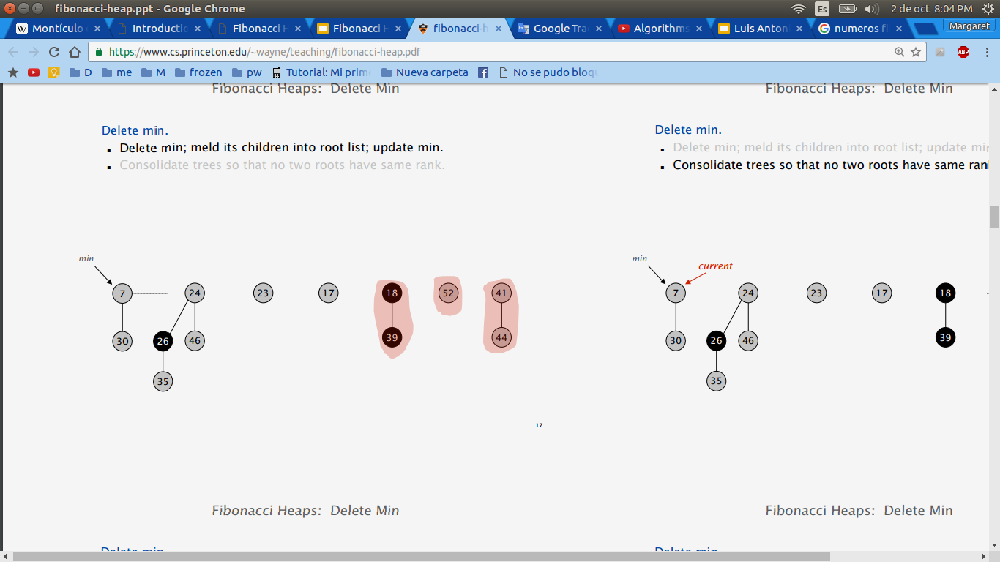 fibonacci-heap.ppt - Google Chrome
Es
2 de oct 8:04 PM
Montículo
Introductio
Fibonacci H
Fibonacci H
fibonacci-h
Google Tra
Algorithms
Luis Anton
numeros fi
Margaret
https://www.cs.princeton.edu/~wayne/teaching/fibonacci-heap.pdf
ABP
D
me
M
frozen
pw
Tutorial: Mi prim
Nueva carpeta
No se pudo bloq
Fibonacci Heaps: Delete Min
Delete min.
Delete min; meld its children into root list; update min.
Consolidate trees so that no two roots have same rank.
min
7 24 23 17 18 52 41
30 26 46 39 44
35
17
Fibonacci Heaps: Delete Min
Delete min.
Delete min; meld its children into root list; update mi
Consolidate trees so that no two roots have same ran
min
current
7 24 23 17 18
30 26 46 39
35
Fibonacci Heaps: Delete Min
Delete min
Fibonacci Heaps: Delete Min
Delete min